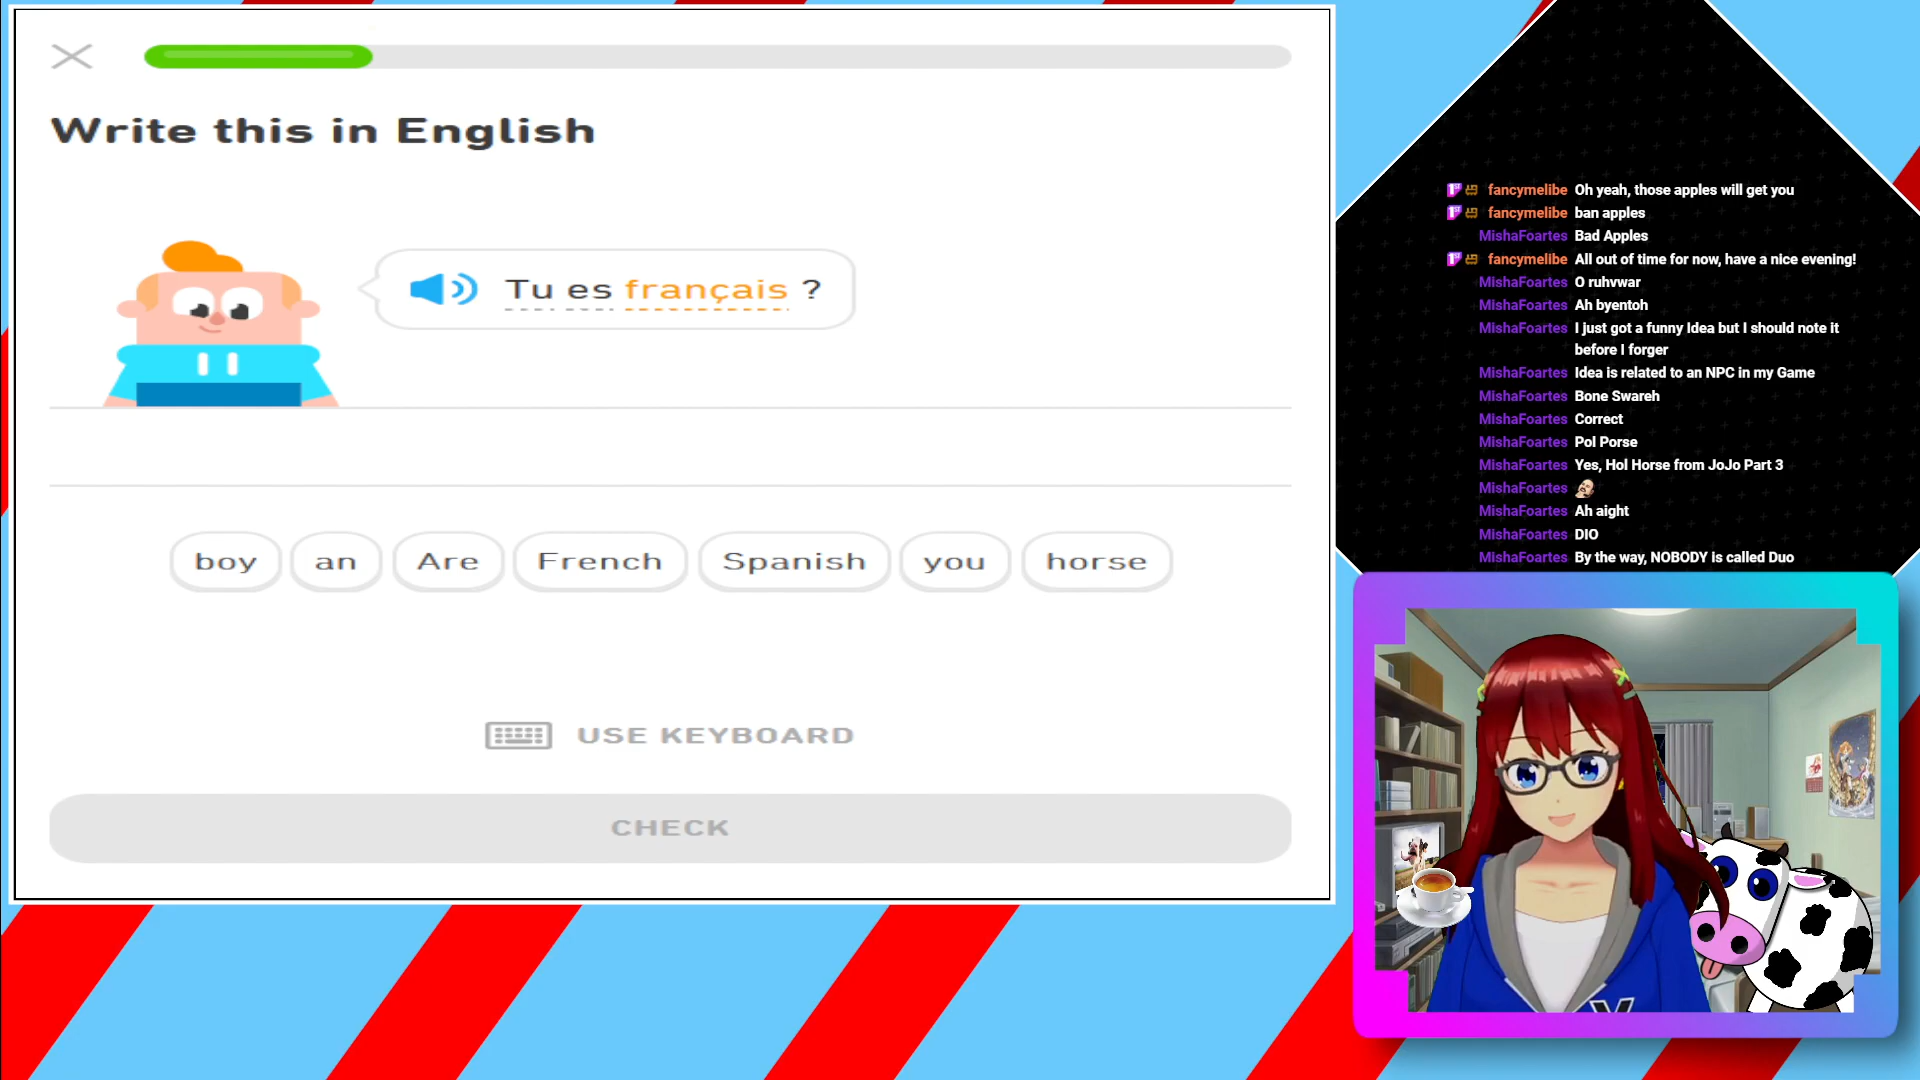 Write this in English
Tu es français ?
boy an Are French Spanish you horse
USE KEYBOARD
CHECK
fancymelibe Oh yeah, those apples will get you
fancymelibe ban apples
MishaFoartes Bad Apples
fancymelibe All out of time for now, have a nice evening!
MishaFoartes O ruhvwar
MishaFoartes Ah byentoh
MishaFoartes I just got a funny Idea but I should note it
before I forger
MishaFoartes Idea is related to an NPC in my Game
MishaFoartes Bone Swareh
MishaFoartes Correct
MishaFoartes Pol Porse
MishaFoartes Yes, Hol Horse from JoJo Part 3
MishaFoartes
MishaFoartes Ah aight
MishaFoartes DIO
MishaFoartes By the way, NOBODY is called Duo